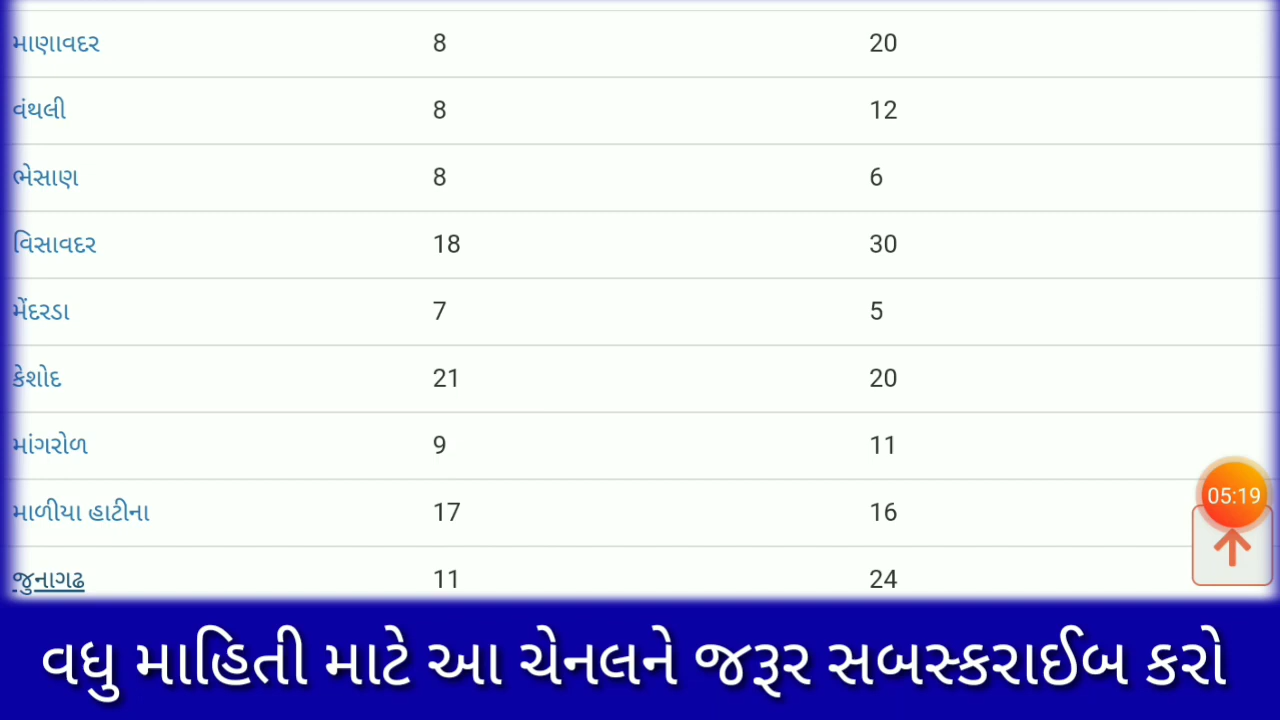 માણાવદર 8 20
વંથલી 8 12
ભેસાણ 8 6
વિસાવદર 18 30
મેંદરડા 7 5
કેશોદ 21 20
માંગરોળ 9 11
માળીયા હાટીના 17 16
05:19
જુનાગઢ 11 24
વધુ માહિતી માટે આ ચેનલને જરૂર સબસ્કરાઈબ કરો